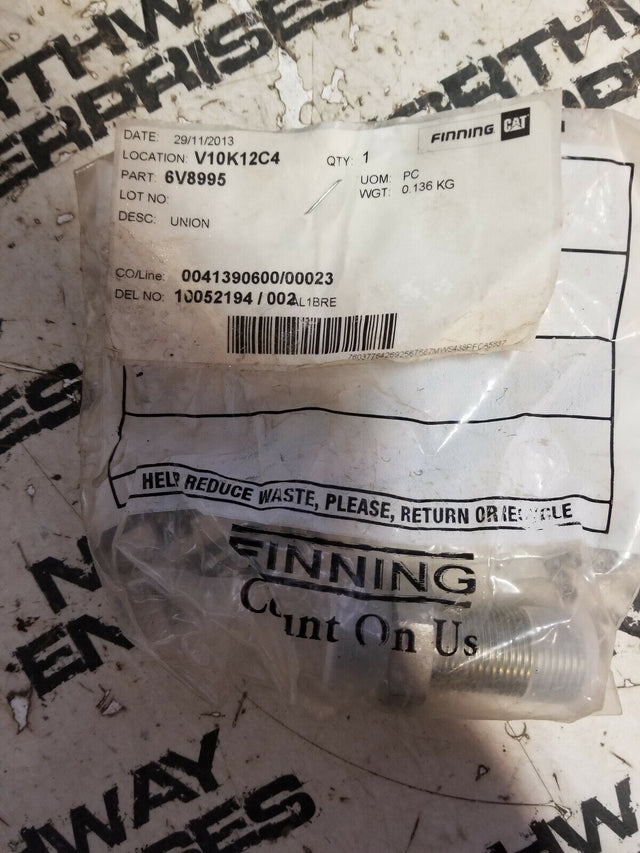 DATE: 29/11/2013
FINNING CAT
LOCATION: V10K12C4 QTY: 1
PART: 6V8995 UOM: PC
LOT NO: WGT: 0.136 KG
DESC: UNION
CO/Line: 0041390600/00023
DEL NO: 10052194 / 002 AL1BRE
HELP REDUCE WASTE, PLEASE, RETURN OR RECYCLE
FINNING
Count On Us
NWAY